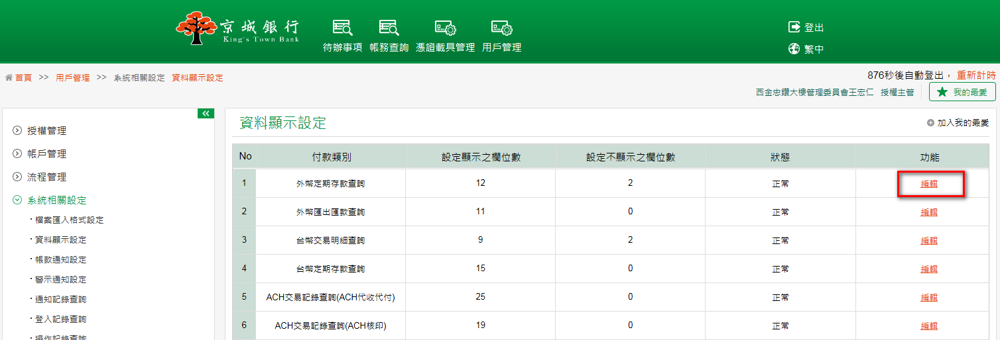 京城銀行
King's Town Bank
待辦事項 帳務查詢 憑證載具管理 用戶管理
登出
繁中
首頁 >> 用戶管理 >> 系統相關設定 資料顯示設定
876秒後自動登出， 重新計時
西金忠鑽大樓管理委員會王宏仁 授權主管 我的最愛
授權管理
帳戶管理
流程管理
系統相關設定
檔案匯入格式設定
資料顯示設定
帳款通知設定
警示通知設定
通知記錄查詢
登入記錄查詢
操作記錄查詢
資料顯示設定 加入我的最愛
No 付款類別 設定顯示之欄位數 設定不顯示之欄位數 狀態 功能
1 外幣定期存款查詢 12 2 正常 編輯
2 外幣匯出匯款查詢 11 0 正常 編輯
3 台幣交易明細查詢 9 2 正常 編輯
4 台幣定期存款查詢 15 0 正常 編輯
5 ACH交易記錄查詢(ACH代收代付) 25 0 正常 編輯
6 ACH交易記錄查詢(ACH核印) 19 0 正常 編輯